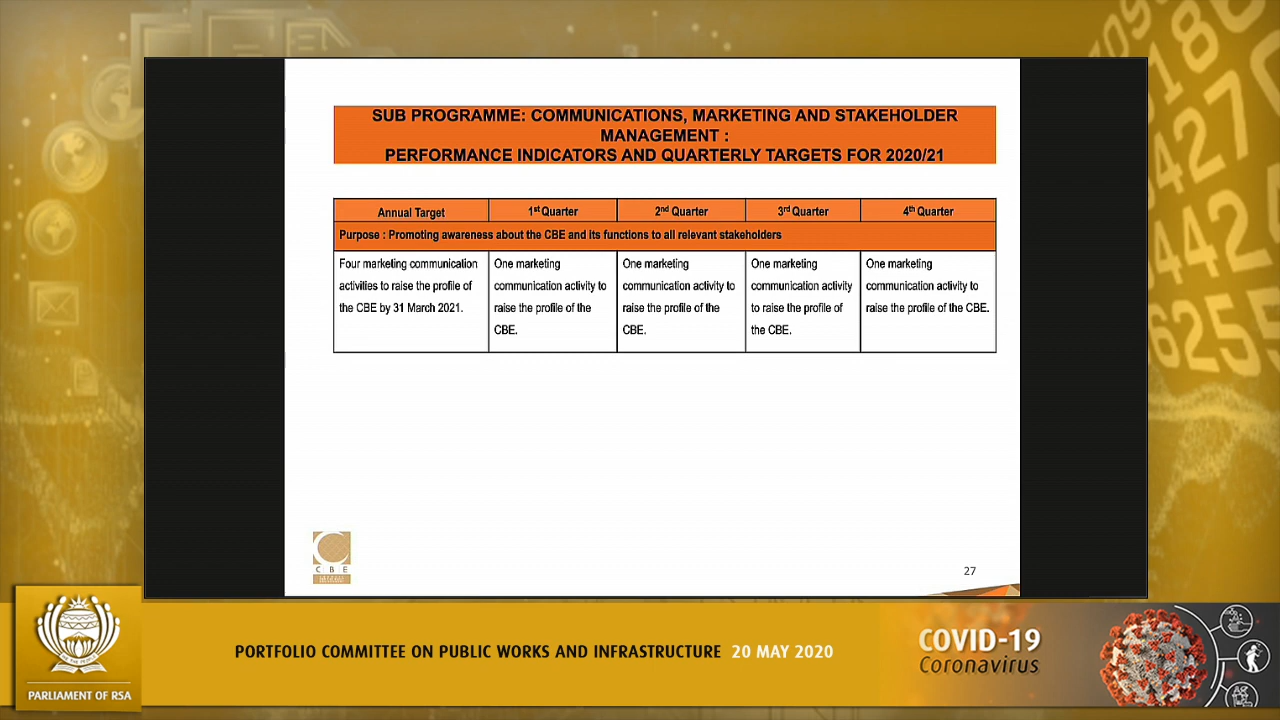 SUB PROGRAMME: COMMUNICATIONS, MARKETING AND STAKEHOLDER
MANAGEMENT :
PERFORMANCE INDICATORS AND QUARTERLY TARGETS FOR 2020/21
Annual Target
1st Quarter
2nd Quarter
3rd Quarter
4th Quarter
Purpose : Promoting awareness about the CBE and its functions to all relevant stakeholders
Four marketing communication
activities to raise the profile of
the CBE by 31 March 2021.
One marketing
communication activity to
raise the profile of the
CBE.
One marketing
communication activity to
raise the profile of the
CBE.
One marketing
communication activity
to raise the profile of
the CBE.
One marketing
communication activity to
raise the profile of the CBE.
CBE
27
PARLIAMENT OF RSA
PORTFOLIO COMMITTEE ON PUBLIC WORKS AND INFRASTRUCTURE 20 MAY 2020
COVID-19
Coronavirus